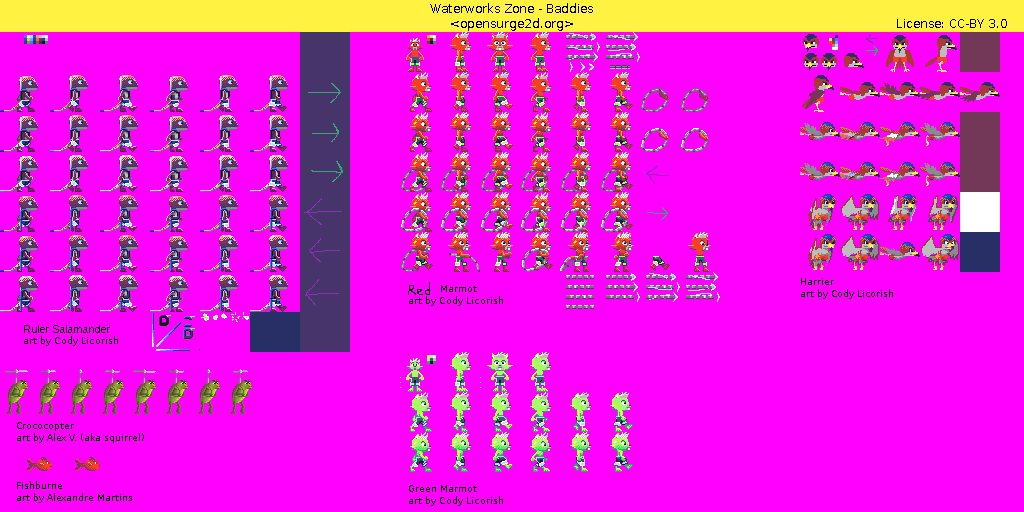 Waterworks Zone - Baddies
<opensurge2d.org>
License: CC-BY 3.0
Red Marmot
art by Cody Licorish
Harrier
art by Cody Licorish
Ruler Salamander
art by Cody Licorish
Crococopter
art by Alex V. (aka squirrel)
Fishburne
art by Alexandre Martins
Green Marmot
art by Cody Licorish